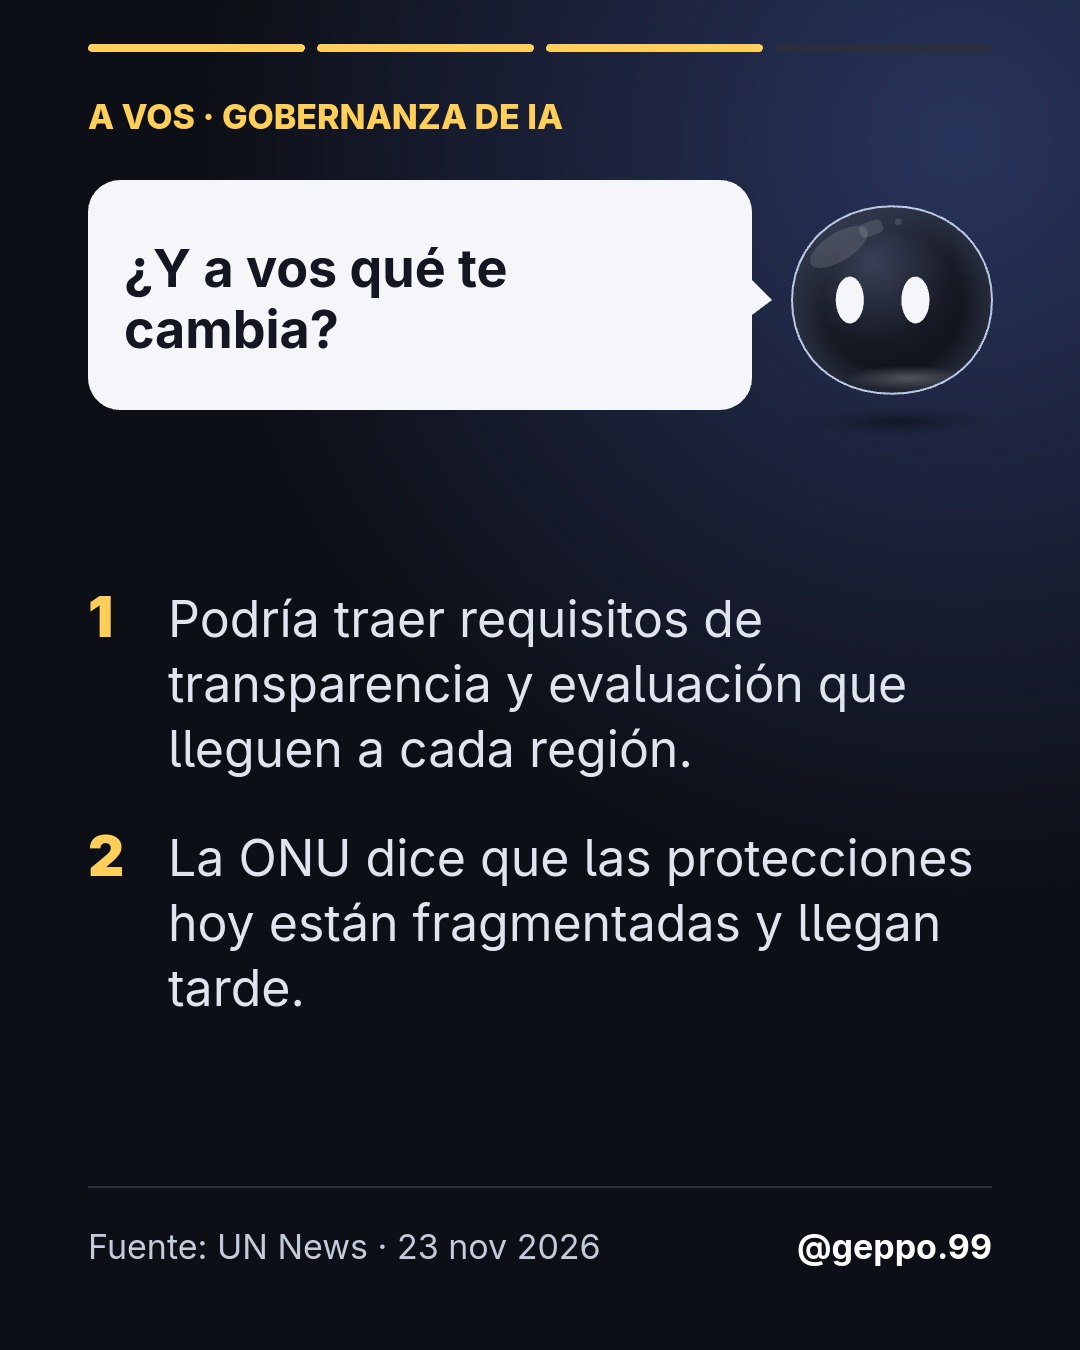 A VOS · GOBERNANZA DE IA
¿Y a vos qué te
cambia?
1 Podría traer requisitos de
transparencia y evaluación que
lleguen a cada región.
2 La ONU dice que las protecciones
hoy están fragmentadas y llegan
tarde.
Fuente: UN News · 23 nov 2026
@geppo.99